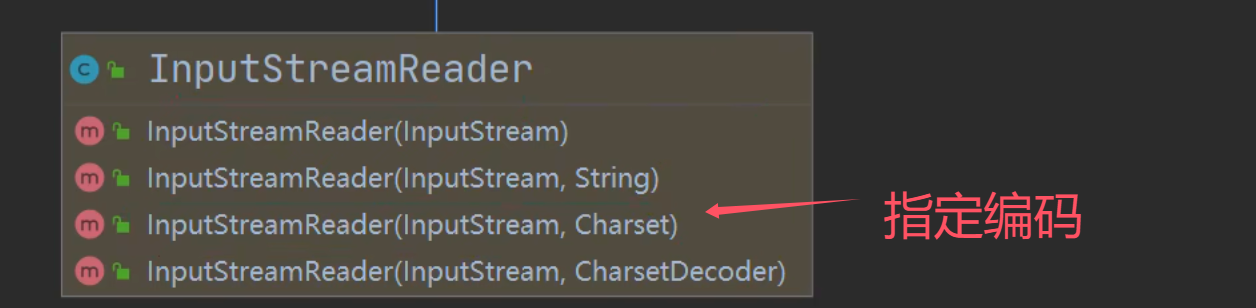 InputStreamReader
InputStreamReader(InputStream)
InputStreamReader(InputStream, String)
InputStreamReader(InputStream, Charset)
指定编码
InputStreamReader(InputStream, CharsetDecoder)